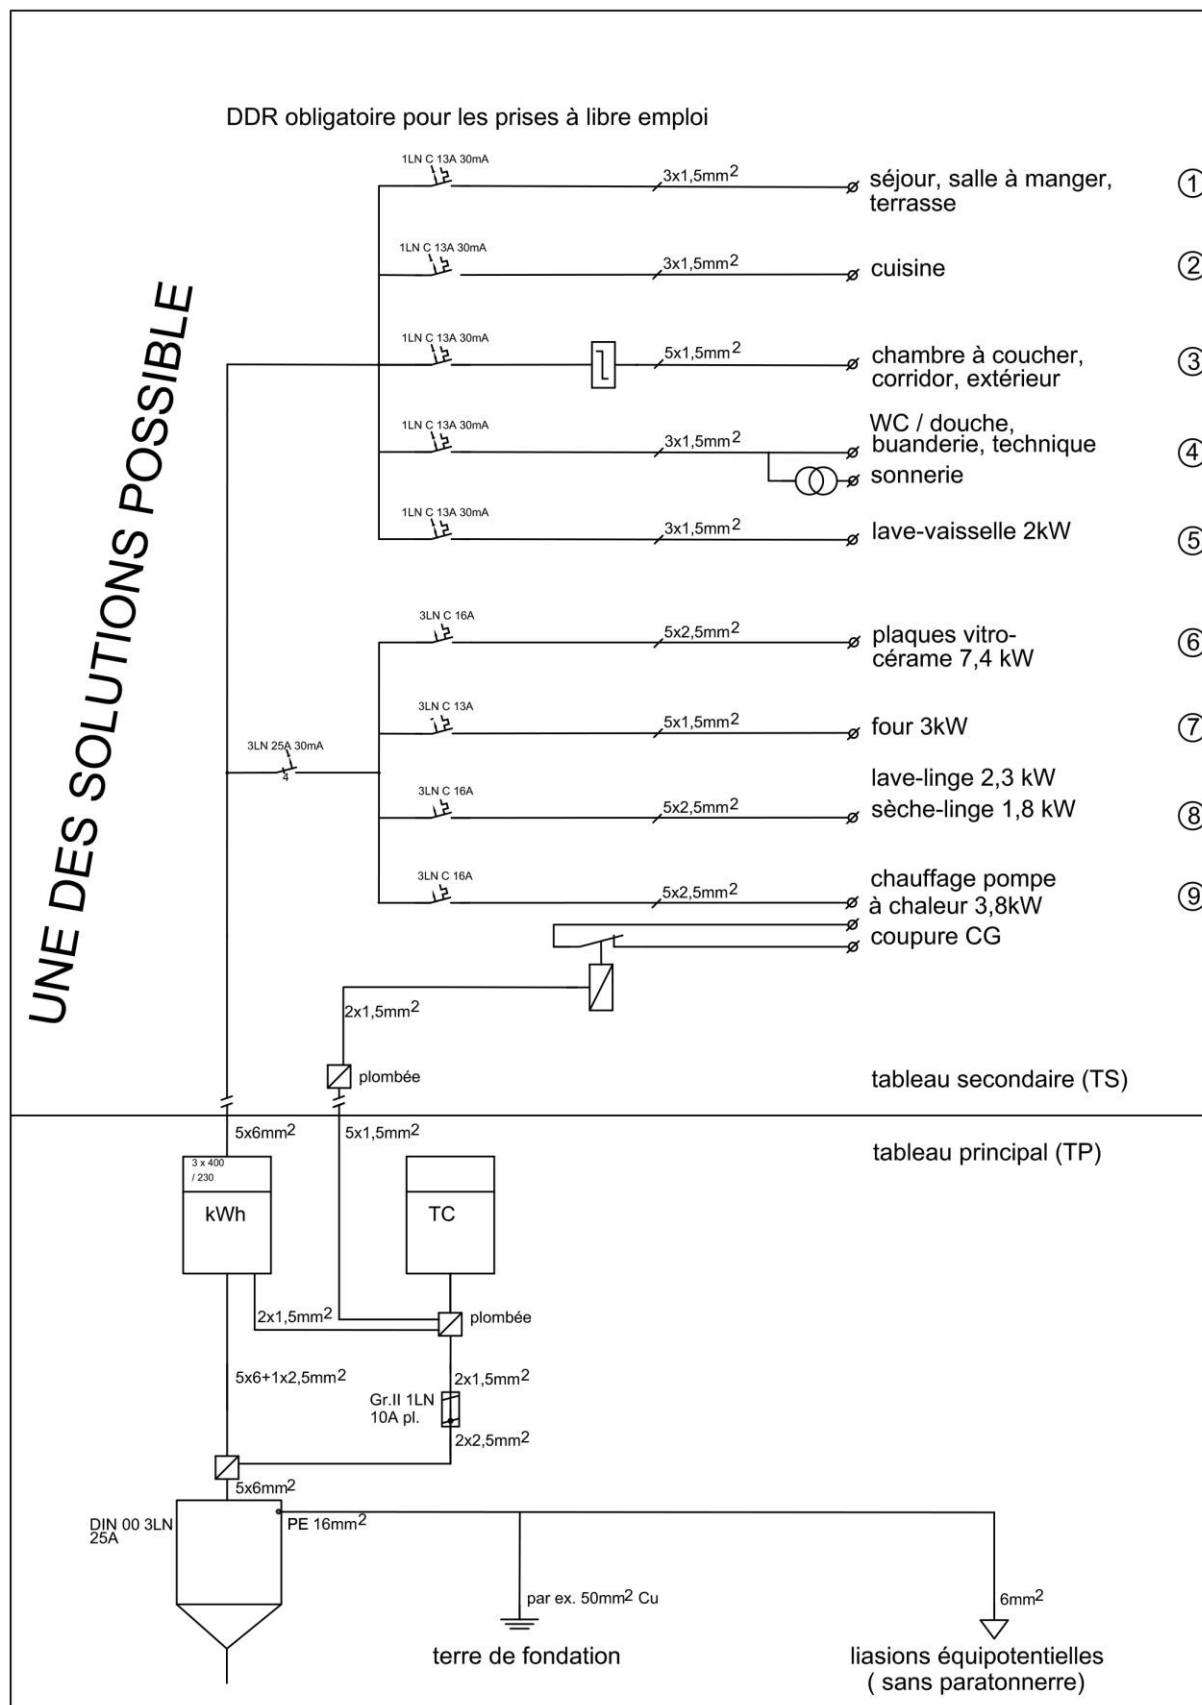 DDR obligatoire pour les prises à libre emploi
UNE DES SOLUTIONS POSSIBLE
1LN C 13A 30mA
3x1,5mm2
séjour, salle à manger,
terrasse
1
1LN C 13A 30mA
3x1,5mm2
cuisine
2
1LN C 13A 30mA
5x1,5mm2
chambre à coucher,
corridor, extérieur
3
1LN C 13A 30mA
3x1,5mm2
WC / douche,
buanderie, technique
sonnerie
4
1LN C 13A 30mA
3x1,5mm2
lave-vaisselle 2kW
5
3LN C 16A
5x2,5mm2
plaques vitro-
cérame 7,4 kW
6
3LN C 13A
5x1,5mm2
four 3kW
7
3LN 25A 30mA
4
3LN C 16A
5x2,5mm2
lave-linge 2,3 kW
sèche-linge 1,8 kW
8
3LN C 16A
5x2,5mm2
chauffage pompe
à chaleur 3,8kW
coupure CG
9
2x1,5mm2
plombée
tableau secondaire (TS)
5x6mm2
5x1,5mm2
tableau principal (TP)
3 x 400
/ 230
kWh
TC
2x1,5mm2
plombée
5x6+1x2,5mm2
2x1,5mm2
Gr.II 1LN
10A pl.
2x2,5mm2
5x6mm2
DIN 00 3LN
25A
PE 16mm2
par ex. 50mm2 Cu
6mm2
terre de fondation
liasions équipotentielles
( sans paratonnerre)